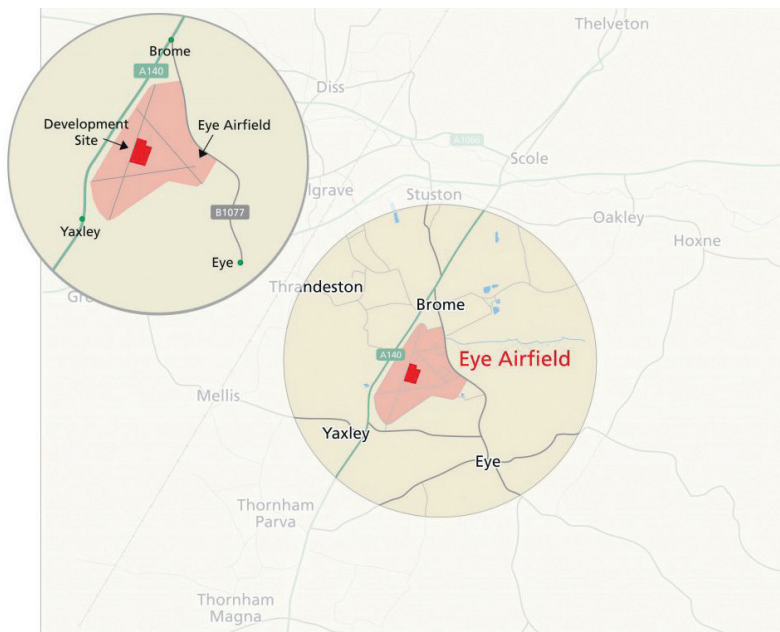 Thelveton
Brome
A140
Diss
Development
Site
Eye Airfield
A1066
Scole
lgrave
Stuston
B1077
Oakley
Yaxley
Hoxne
Eye
Thrandeston
Gre
Brome
A140
Eye Airfield
Mellis
Yaxley
Eye
Thornham
Parva
Thornham
Magna